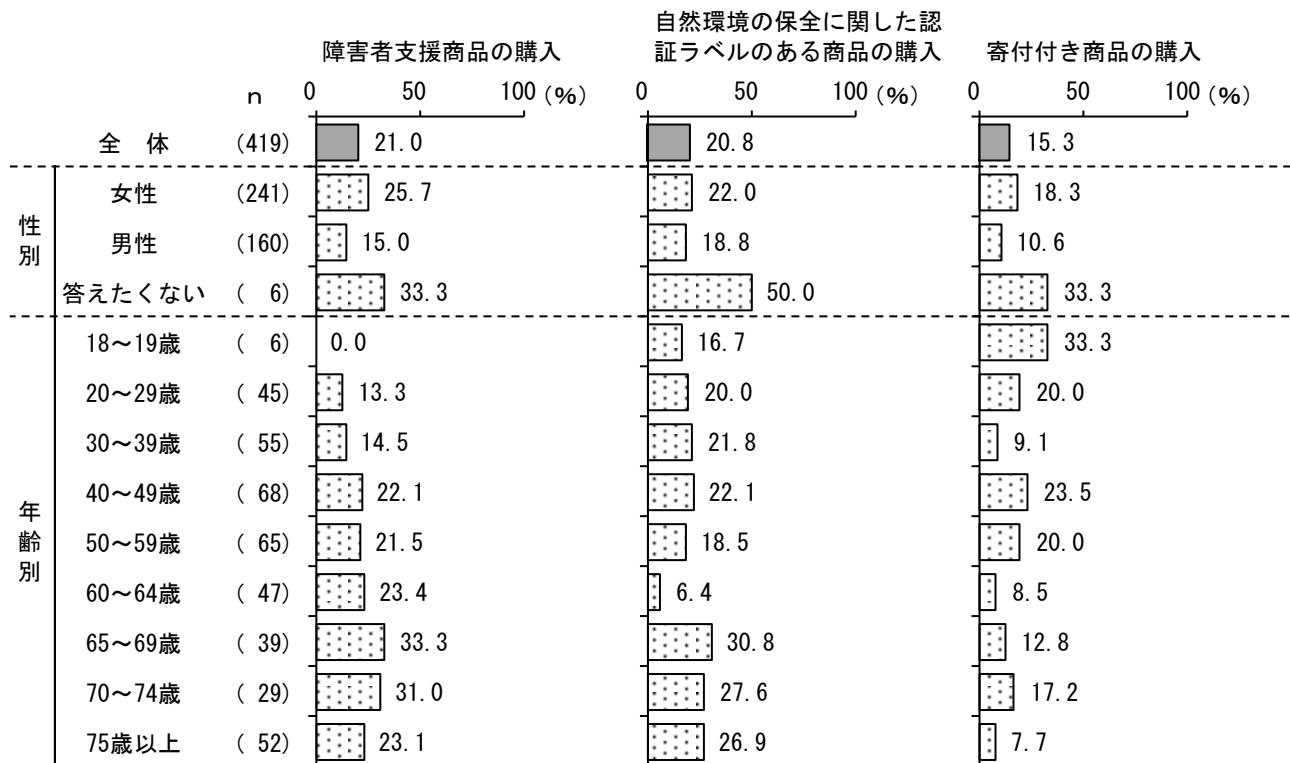 障害者支援商品の購入
自然環境の保全に関した認
証ラベルのある商品の購入
寄付付き商品の購入
n 0 50 100 (%) 0 50 100 (%) 0 50 100 (%)
全 体 (419) 21.0 20.8 15.3
性別
女性 (241) 25.7 22.0 18.3
男性 (160) 15.0 18.8 10.6
答えたくない ( 6) 33.3 50.0 33.3
年齢別
18～19歳 ( 6) 0.0 16.7 33.3
20～29歳 ( 45) 13.3 20.0 20.0
30～39歳 ( 55) 14.5 21.8 9.1
40～49歳 ( 68) 22.1 22.1 23.5
50～59歳 ( 65) 21.5 18.5 20.0
60～64歳 ( 47) 23.4 6.4 8.5
65～69歳 ( 39) 33.3 30.8 12.8
70～74歳 ( 29) 31.0 27.6 17.2
75歳以上 ( 52) 23.1 26.9 7.7